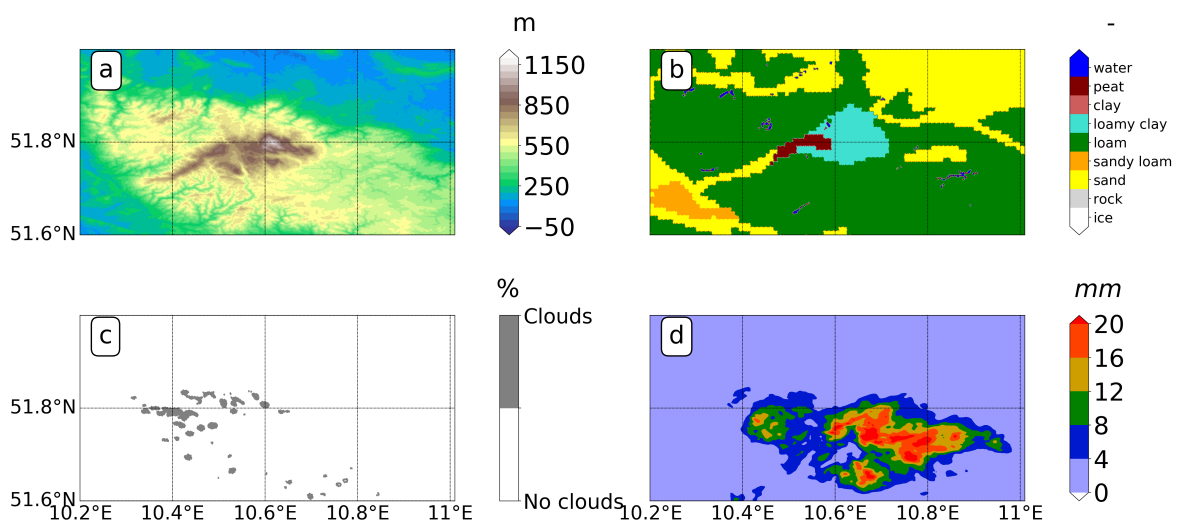 m
-
a
1150
850
550
250
−50
51.8°N
51.6°N
b
water
peat
clay
loamy clay
loam
sandy loam
sand
rock
ice
%
mm
c
Clouds
No clouds
51.8°N
51.6°N
10.2°E 10.4°E 10.6°E 10.8°E 11°E
d
20
16
12
8
4
0
10.2°E 10.4°E 10.6°E 10.8°E 11°E